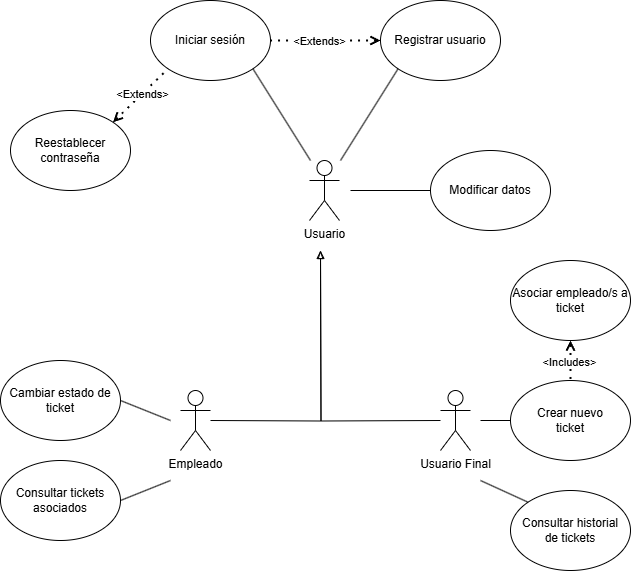 Iniciar sesión
<Extends>
Registrar usuario
<Extends>
Reestablecer
contraseña
Modificar datos
Usuario
Asociar empleado/s a
ticket
<Includes>
Cambiar estado de
ticket
Crear nuevo
ticket
Empleado
Usuario Final
Consultar tickets
asociados
Consultar historial
de tickets